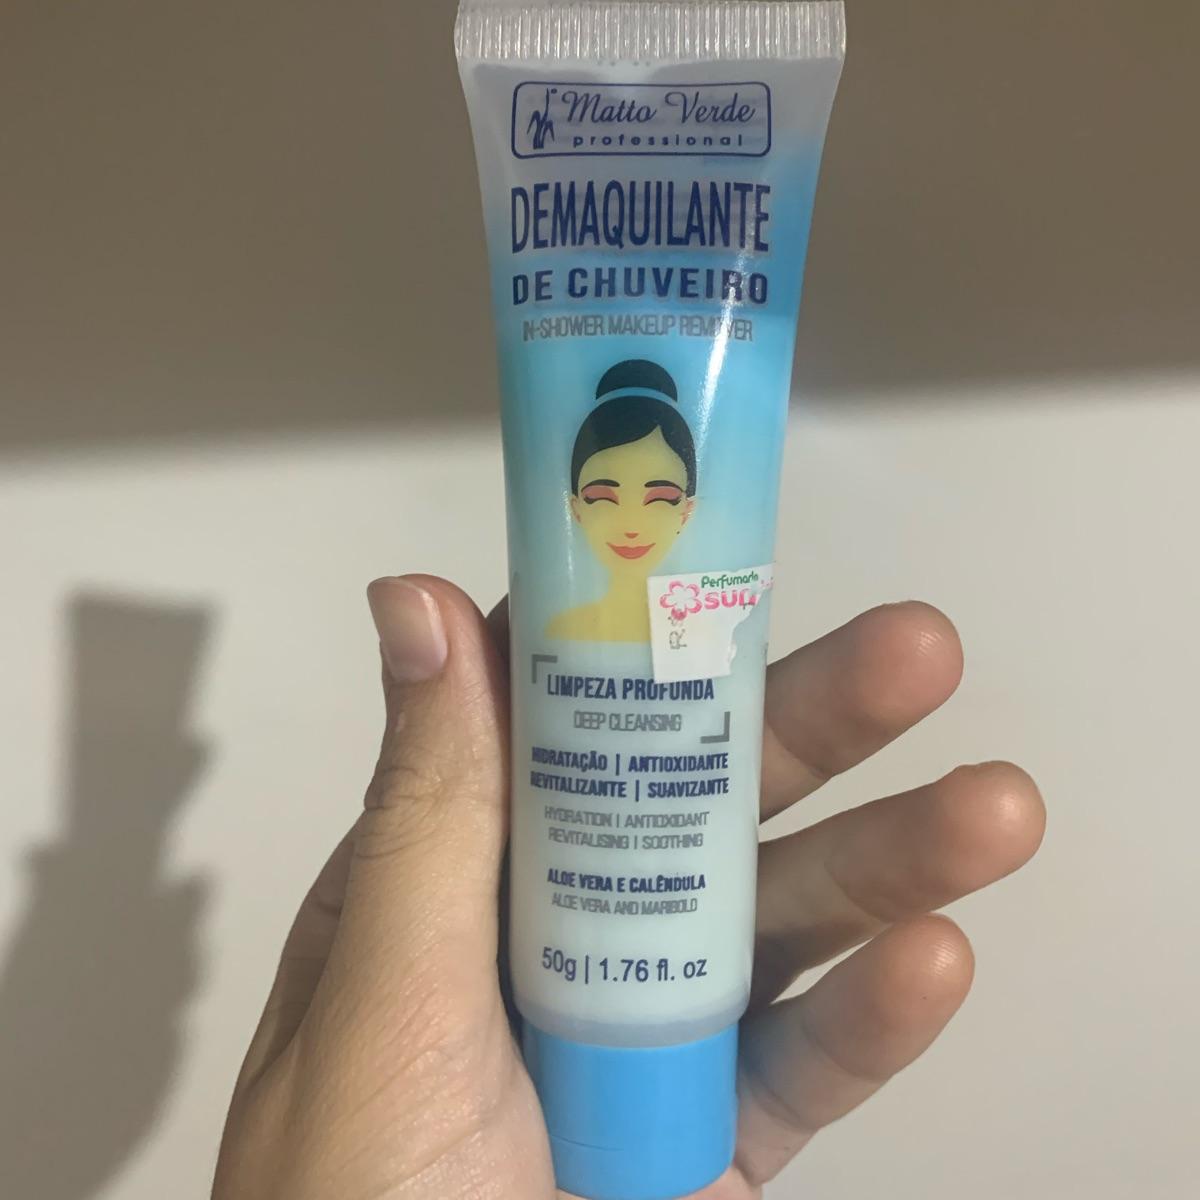 Matto Verde
professional
DEMAQUILANTE
DE CHUVEIRO
IN-SHOWER MAKEUP REMOVER
Perfumaria
LIMPEZA PROFUNDA
DEEP CLEANSING
HIDRATAÇÃO | ANTIOXIDANTE
REVITALIZANTE | SUAVIZANTE
HYDRATION | ANTIOXIDANT
REVITALISING | SOOTHING
ALOE VERA E CALÊNDULA
ALOE VERA AND MARIGOLD
50g | 1.76 fl. oz